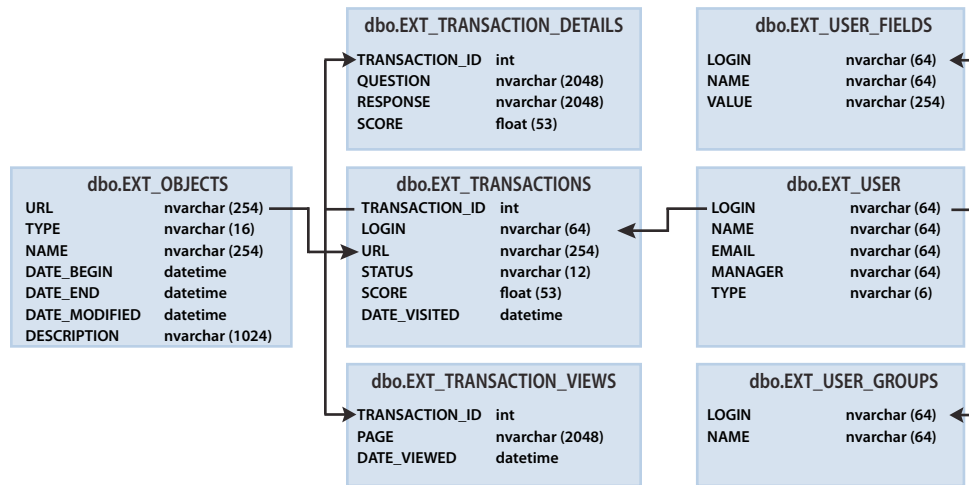 dbo.EXT_TRANSACTION_DETAILS
TRANSACTION_ID int
QUESTION nvarchar (2048)
RESPONSE nvarchar (2048)
SCORE float (53)
dbo.EXT_USER_FIELDS
LOGIN nvarchar (64)
NAME nvarchar (64)
VALUE nvarchar (254)
dbo.EXT_OBJECTS
URL nvarchar (254)
TYPE nvarchar (16)
NAME nvarchar (254)
DATE_BEGIN datetime
DATE_END datetime
DATE_MODIFIED datetime
DESCRIPTION nvarchar (1024)
dbo.EXT_TRANSACTIONS
TRANSACTION_ID int
LOGIN nvarchar (64)
URL nvarchar (254)
STATUS nvarchar (12)
SCORE float (53)
DATE_VISITED datetime
dbo.EXT_USER
LOGIN nvarchar (64)
NAME nvarchar (64)
EMAIL nvarchar (64)
MANAGER nvarchar (64)
TYPE nvarchar (6)
dbo.EXT_TRANSACTION_VIEWS
TRANSACTION_ID int
PAGE nvarchar (2048)
DATE_VIEWED datetime
dbo.EXT_USER_GROUPS
LOGIN nvarchar (64)
NAME nvarchar (64)